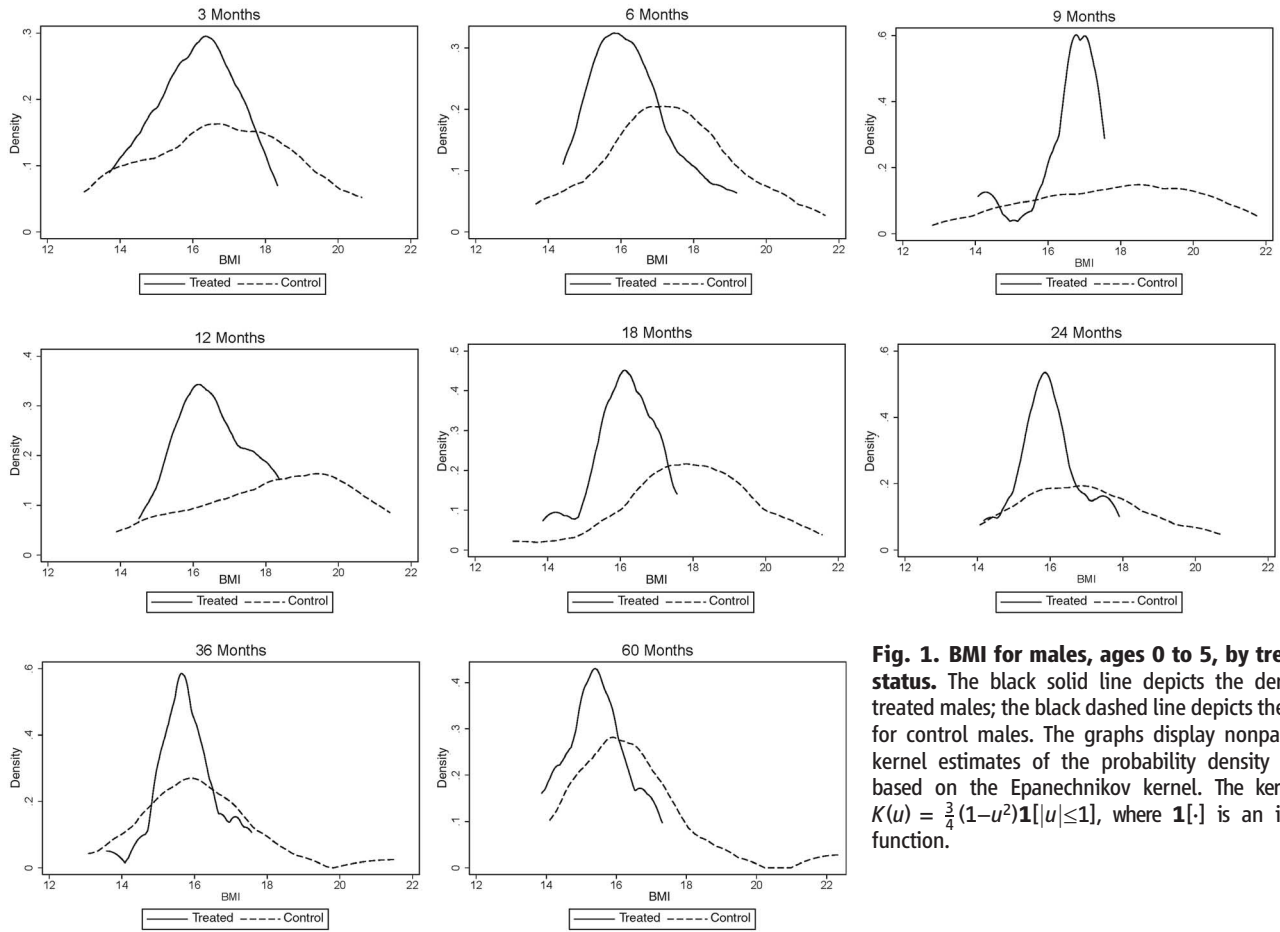 3 Months
Density
0 .1 .2 .3
12 14 16 18 20 22
BMI
Treated Control
6 Months
Density
0 .1 .2 .3
12 14 16 18 20 22
BMI
Treated Control
9 Months
Density
0 .2 .4 .6
12 14 16 18 20 22
BMI
Treated Control
12 Months
Density
0 .1 .2 .3 .4
12 14 16 18 20 22
BMI
Treated Control
18 Months
Density
0 .1 .2 .3 .4 .5
12 14 16 18 20 22
BMI
Treated Control
24 Months
Density
0 .2 .4 .6
12 14 16 18 20 22
BMI
Treated Control
36 Months
Density
0 .2 .4 .6
12 14 16 18 20 22
BMI
Treated Control
60 Months
Density
0 .1 .2 .3 .4
12 14 16 18 20 22
BMI
Treated Control
Fig. 1. BMI for males, ages 0 to 5, by tre
status. The black solid line depicts the den
treated males; the black dashed line depicts the
for control males. The graphs display nonpa
kernel estimates of the probability density
based on the Epanechnikov kernel. The ker
K(u) = 3/4 (1−u²)1[|u|≤1], where 1[·] is an i
function.